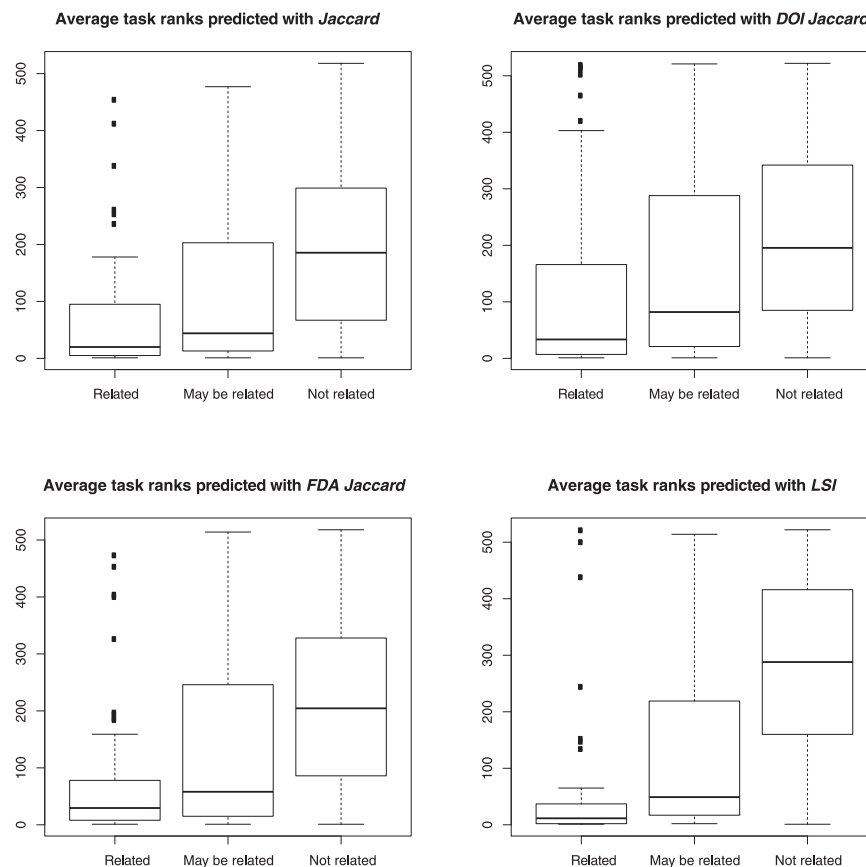 Average task ranks predicted with Jaccard
500
400
300
200
100
0
Related
May be related
Not related
Average task ranks predicted with DOI Jaccard
500
400
300
200
100
0
Related
May be related
Not related
Average task ranks predicted with FDA Jaccard
500
400
300
200
100
0
Related
May be related
Not related
Average task ranks predicted with LSI
500
400
300
200
100
0
Related
May be related
Not related